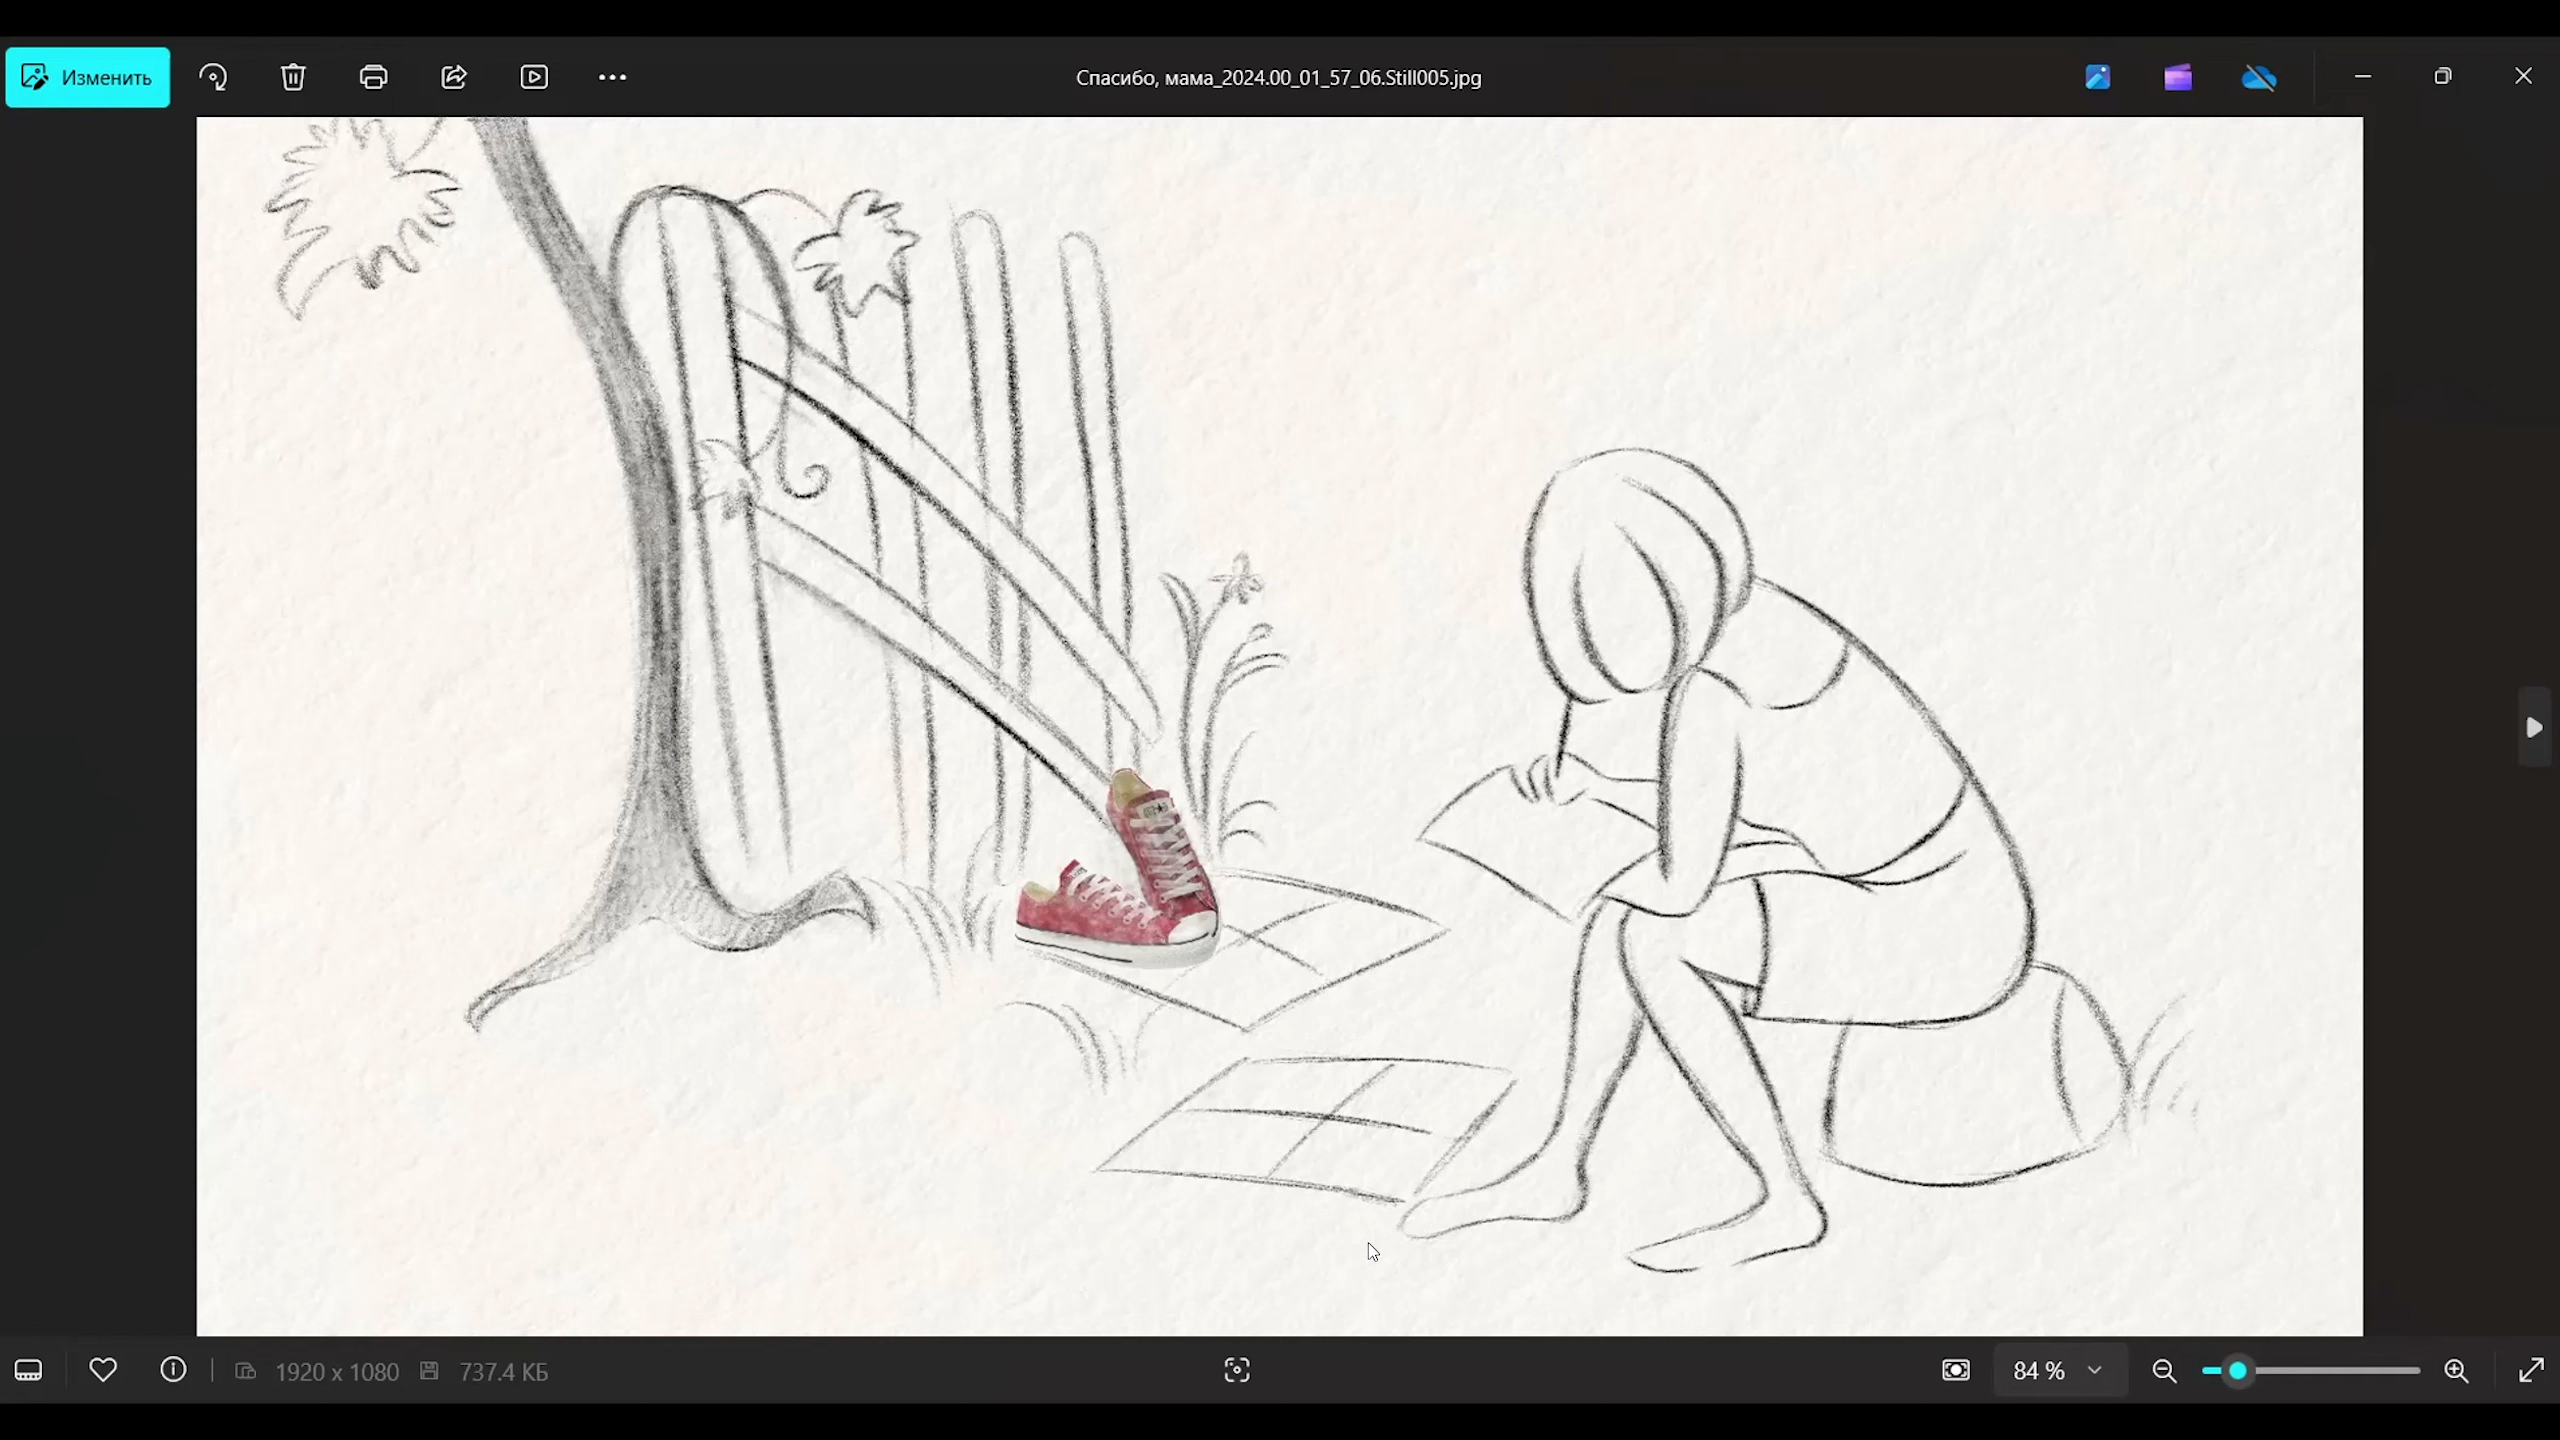 Изменить
Спасибо, мама_2024.00_01_57_06.Still005.jpg
1920 x 1080
737.4 КБ
84 %